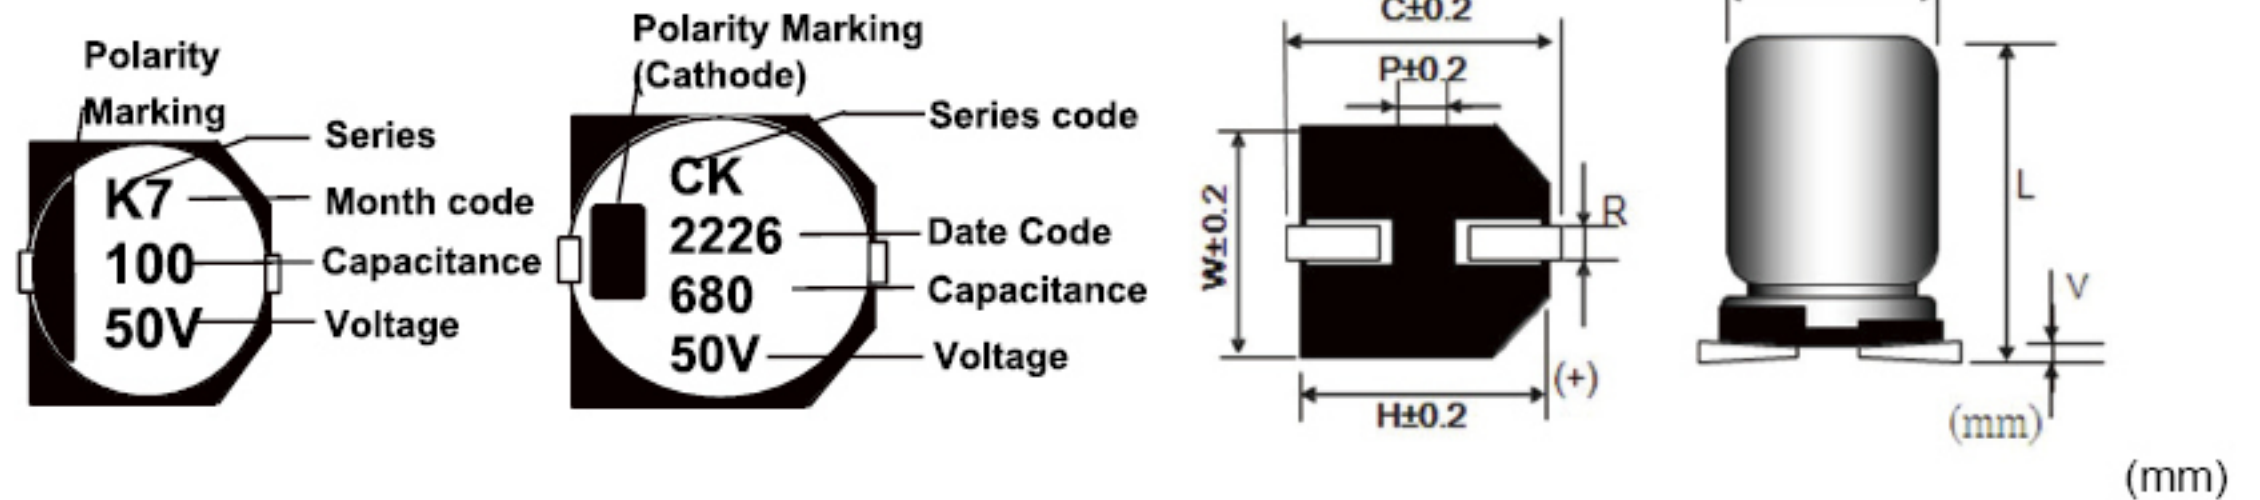 Polarity
Marking
Series
K7
Month code
100
Capacitance
50V
Voltage
Polarity Marking
(Cathode)
Series code
CK
2226
Date Code
680
Capacitance
50V
Voltage
C±0.2
P±0.2
W±0.2
R
(+)
H±0.2
L
V
(mm)
(mm)